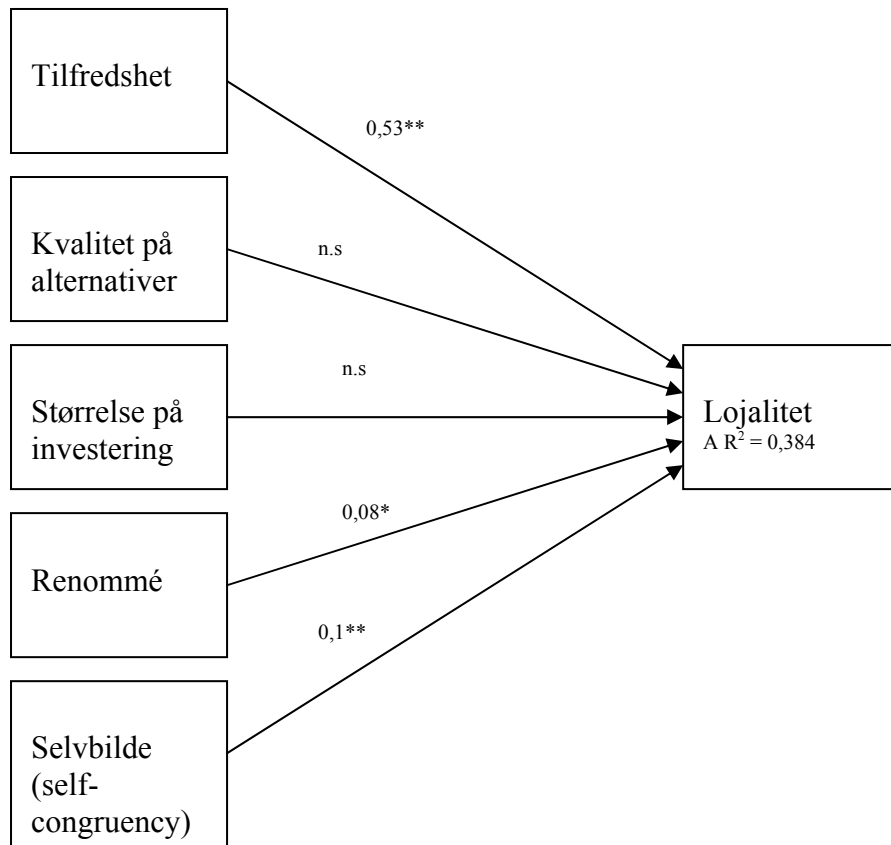 Tilfredshet
0,53**
Kvalitet på
alternativer
n.s
Størrelse på
investering
n.s
Lojalitet
A R² = 0,384
Renommé
0,08*
Selvbilde
(self-
congruency)
0,1**